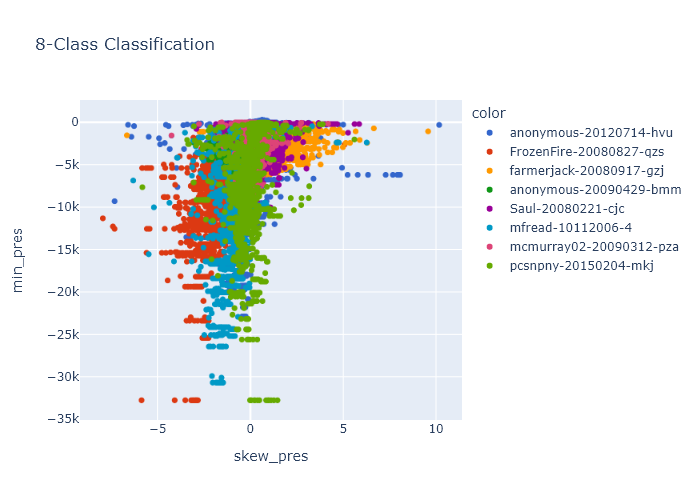 8-Class Classification
color
anonymous-20120714-hvu
FrozenFire-20080827-qzs
farmerjack-20080917-gzj
anonymous-20090429-bmm
Saul-20080221-cjc
mfread-10112006-4
mcmurray02-20090312-pza
pcsnpny-20150204-mkj
min_pres
0
−5k
−10k
−15k
−20k
−25k
−30k
−35k
−5
0
5
10
skew_pres